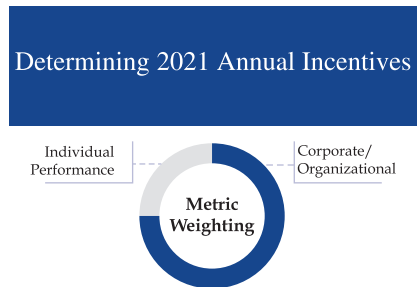 Determining 2021 Annual Incentives
Individual
Performance
Corporate/
Organizational
Metric
Weighting